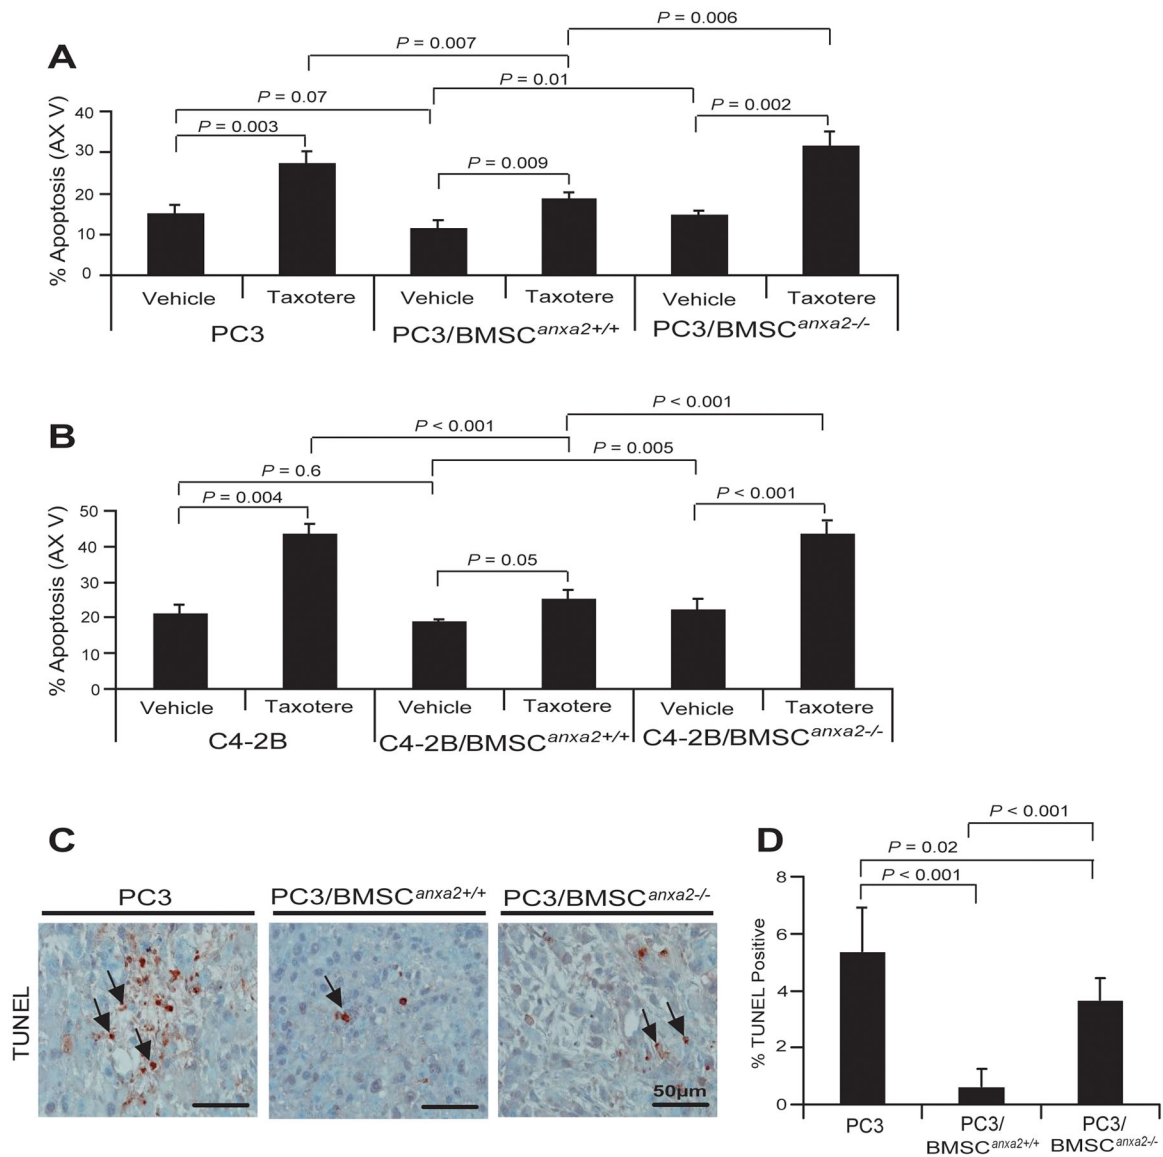 A
P = 0.006
P = 0.007
P = 0.01
P = 0.07
P = 0.002
P = 0.003
P = 0.009
% Apoptosis (AX V)
40
30
20
10
0
Vehicle Taxotere Vehicle Taxotere Vehicle Taxotere
PC3 PC3/BMSCanxa2+/+ PC3/BMSCanxa2-/-
B
P < 0.001
P < 0.001
P = 0.005
P = 0.6
P < 0.001
P = 0.004
P = 0.05
% Apoptosis (AX V)
50
40
30
20
10
0
Vehicle Taxotere Vehicle Taxotere Vehicle Taxotere
C4-2B C4-2B/BMSCanxa2+/+ C4-2B/BMSCanxa2-/-
C
PC3 PC3/BMSCanxa2+/+ PC3/BMSCanxa2-/-
TUNEL
50µm
D
P < 0.001
P = 0.02
P < 0.001
% TUNEL Positive
8
6
4
2
0
PC3 PC3/ PC3/
BMSCanxa2+/+ BMSCanxa2-/-